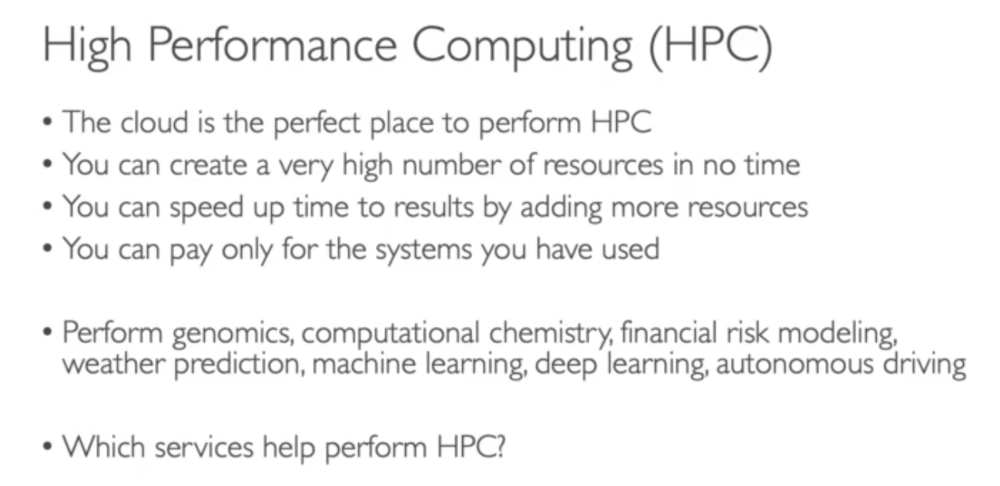 High Performance Computing (HPC)
• The cloud is the perfect place to perform HPC
• You can create a very high number of resources in no time
• You can speed up time to results by adding more resources
• You can pay only for the systems you have used
• Perform genomics, computational chemistry, financial risk modeling,
weather prediction, machine learning, deep learning, autonomous driving
• Which services help perform HPC?